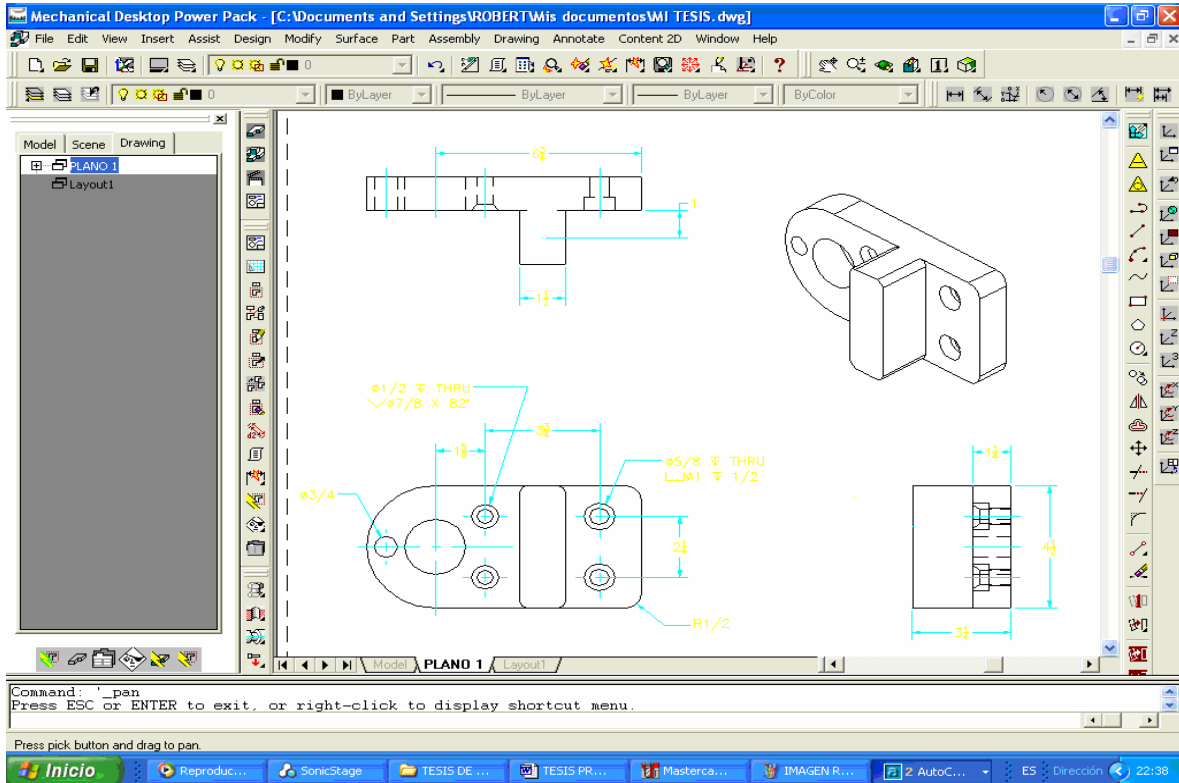 Mechanical Desktop Power Pack - [C:\Documents and Settings\ROBERT\Mis documentos\MI TESIS.dwg]
File Edit View Insert Assist Design Modify Surface Part Assembly Drawing Annotate Content 2D Window Help
0
0 ByLayer ByLayer ByLayer ByColor
Model Scene Drawing
PLANO 1
Layout1
1
ø1/2 THRU
ø7/8 X 82°
ø5/8 THRU
ø1 1/2
ø3/4
R1/2
Model PLANO 1 Layout1
Command: '_pan
Press ESC or ENTER to exit, or right-click to display shortcut menu.
Press pick button and drag to pan.
Inicio Reproduc... SonicStage TESIS DE ... TESIS PR... Masterca... IMAGEN R... 2 AutoC... ES Dirección 22:38